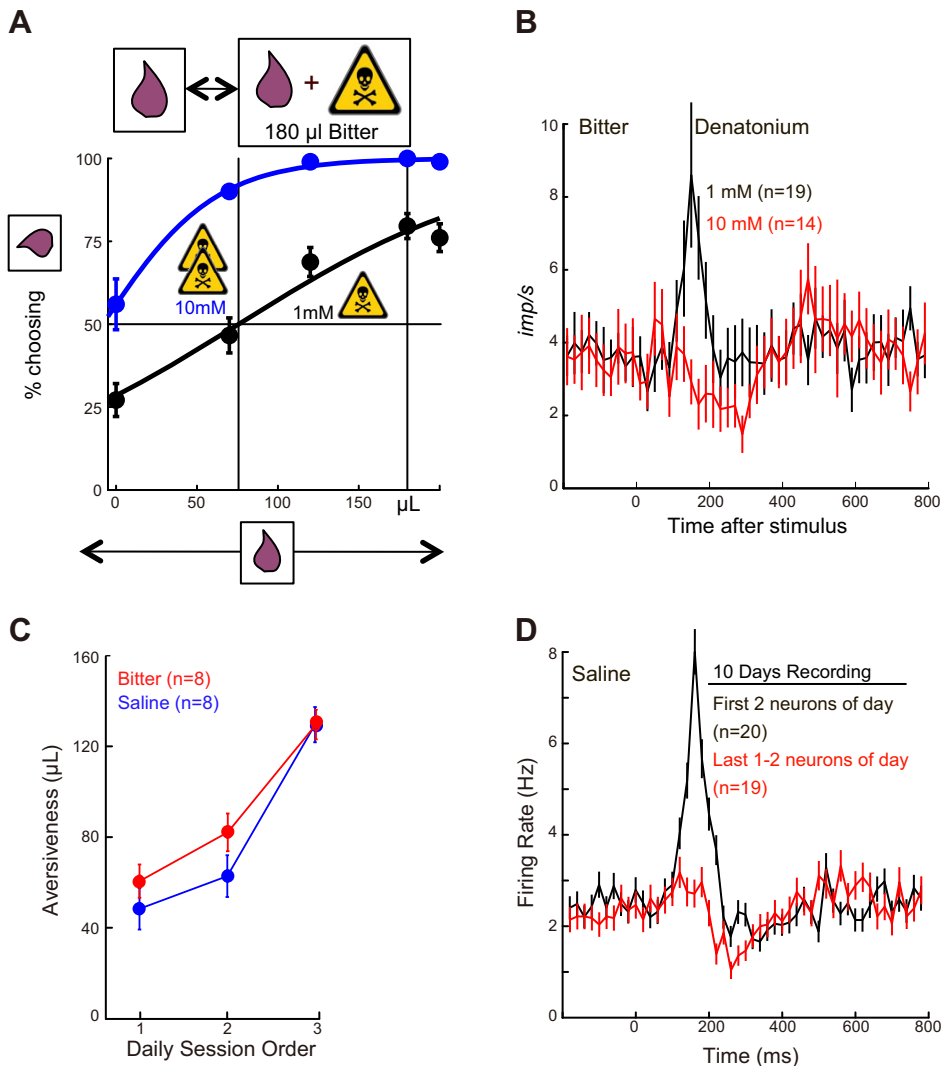 A
180 µl Bitter
+
100
75
50
25
0
% choosing
10mM
1mM
0
50
100
150
µL
B
Bitter
Denatonium
1 mM (n=19)
10 mM (n=14)
10
8
6
4
2
0
imp/s
0
200
400
600
800
Time after stimulus
C
160
120
80
40
0
Aversiveness (µL)
Bitter (n=8)
Saline (n=8)
1
2
3
Daily Session Order
D
Saline
10 Days Recording
First 2 neurons of day
(n=20)
Last 1-2 neurons of day
(n=19)
8
6
4
2
0
Firing Rate (Hz)
0
200
400
600
800
Time (ms)